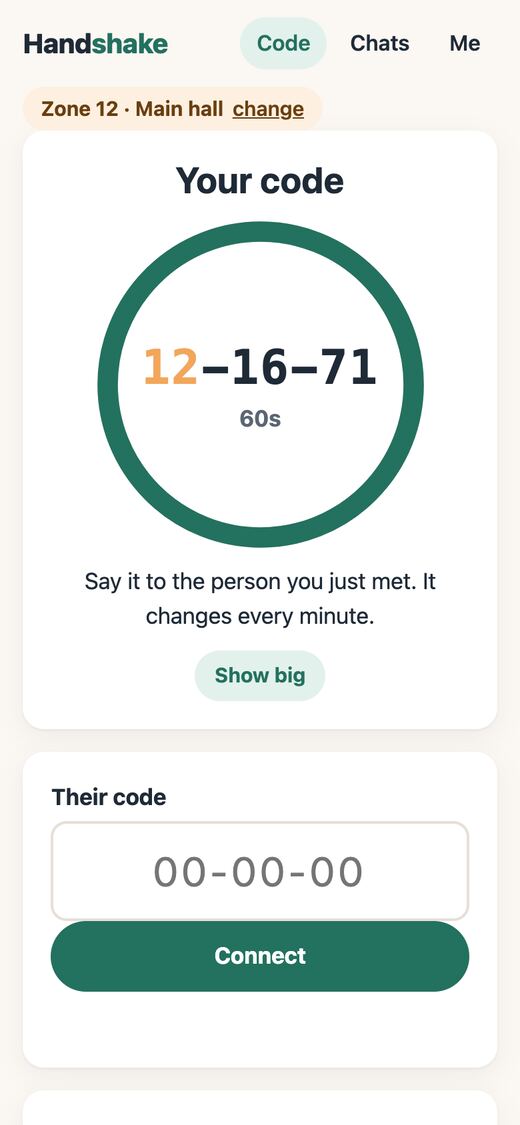 Handshake Code Chats Me
Zone 12 · Main hall change
Your code
12–16–71
60s
Say it to the person you just met. It
changes every minute.
Show big
Their code
00-00-00
Connect